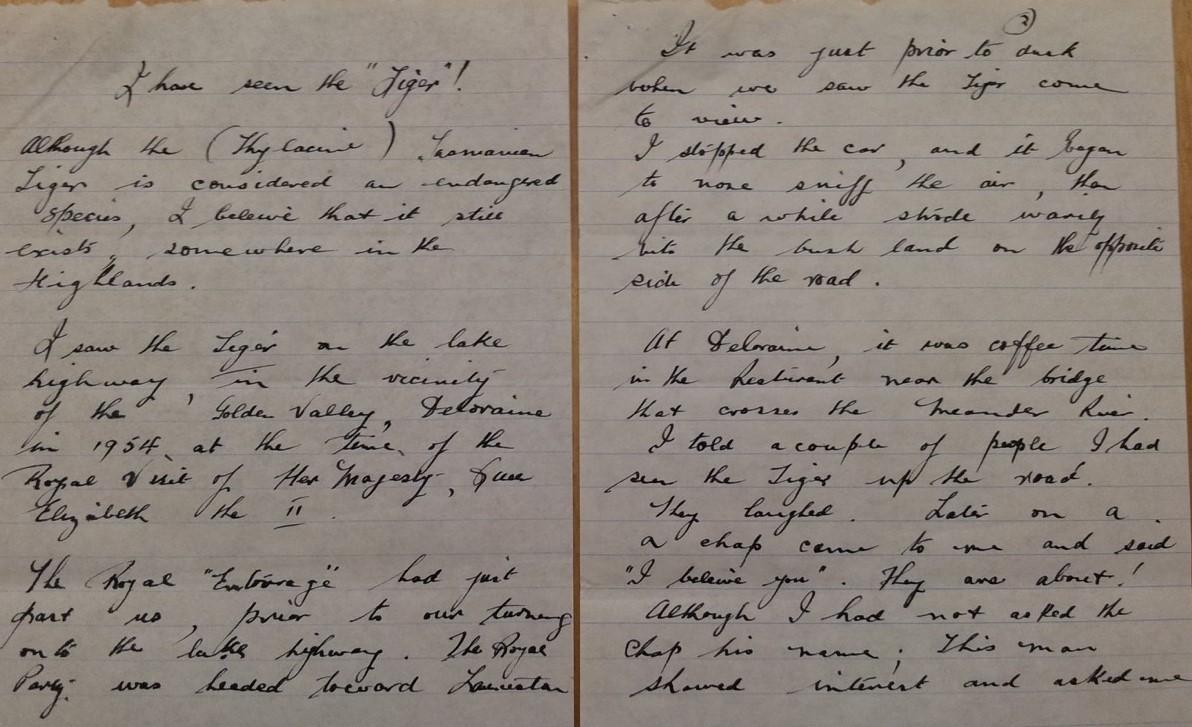 I have seen the "Tiger"!
Although the (Thylacine) Tasmanian
Tiger is considered an endangered
species, I beleive that it still
exists, somewhere in the
Highlands.
I saw the Tiger on the lake
highway, in the vicinity
of the Golden Valley, Deloraine
in 1954, at the time, of the
Royal Visit of Her Magesty, Queen
Elizabeth the II.
The Royal "Entourage" had just
past us, prior to our turning
onto the lake highway. The Royal
Party was headed toward Launcestan
2
It was just prior to dusk
when we saw the Tiger come
to view.
I stopped the car, and it began
to nose sniff the air, then
after a while strode warily
into the bush land on the opposite
side of the road.
At Deloraine, it was coffee time
in the Resturant near the bridge
that crosses the Meander River.
I told a couple of people I had
seen the Tiger up the road.
They laughed. Later on a
a chap came to me and said
"I beleive you". They are about!
Although I had not asked the
chap his name; This man
showed interest and asked me